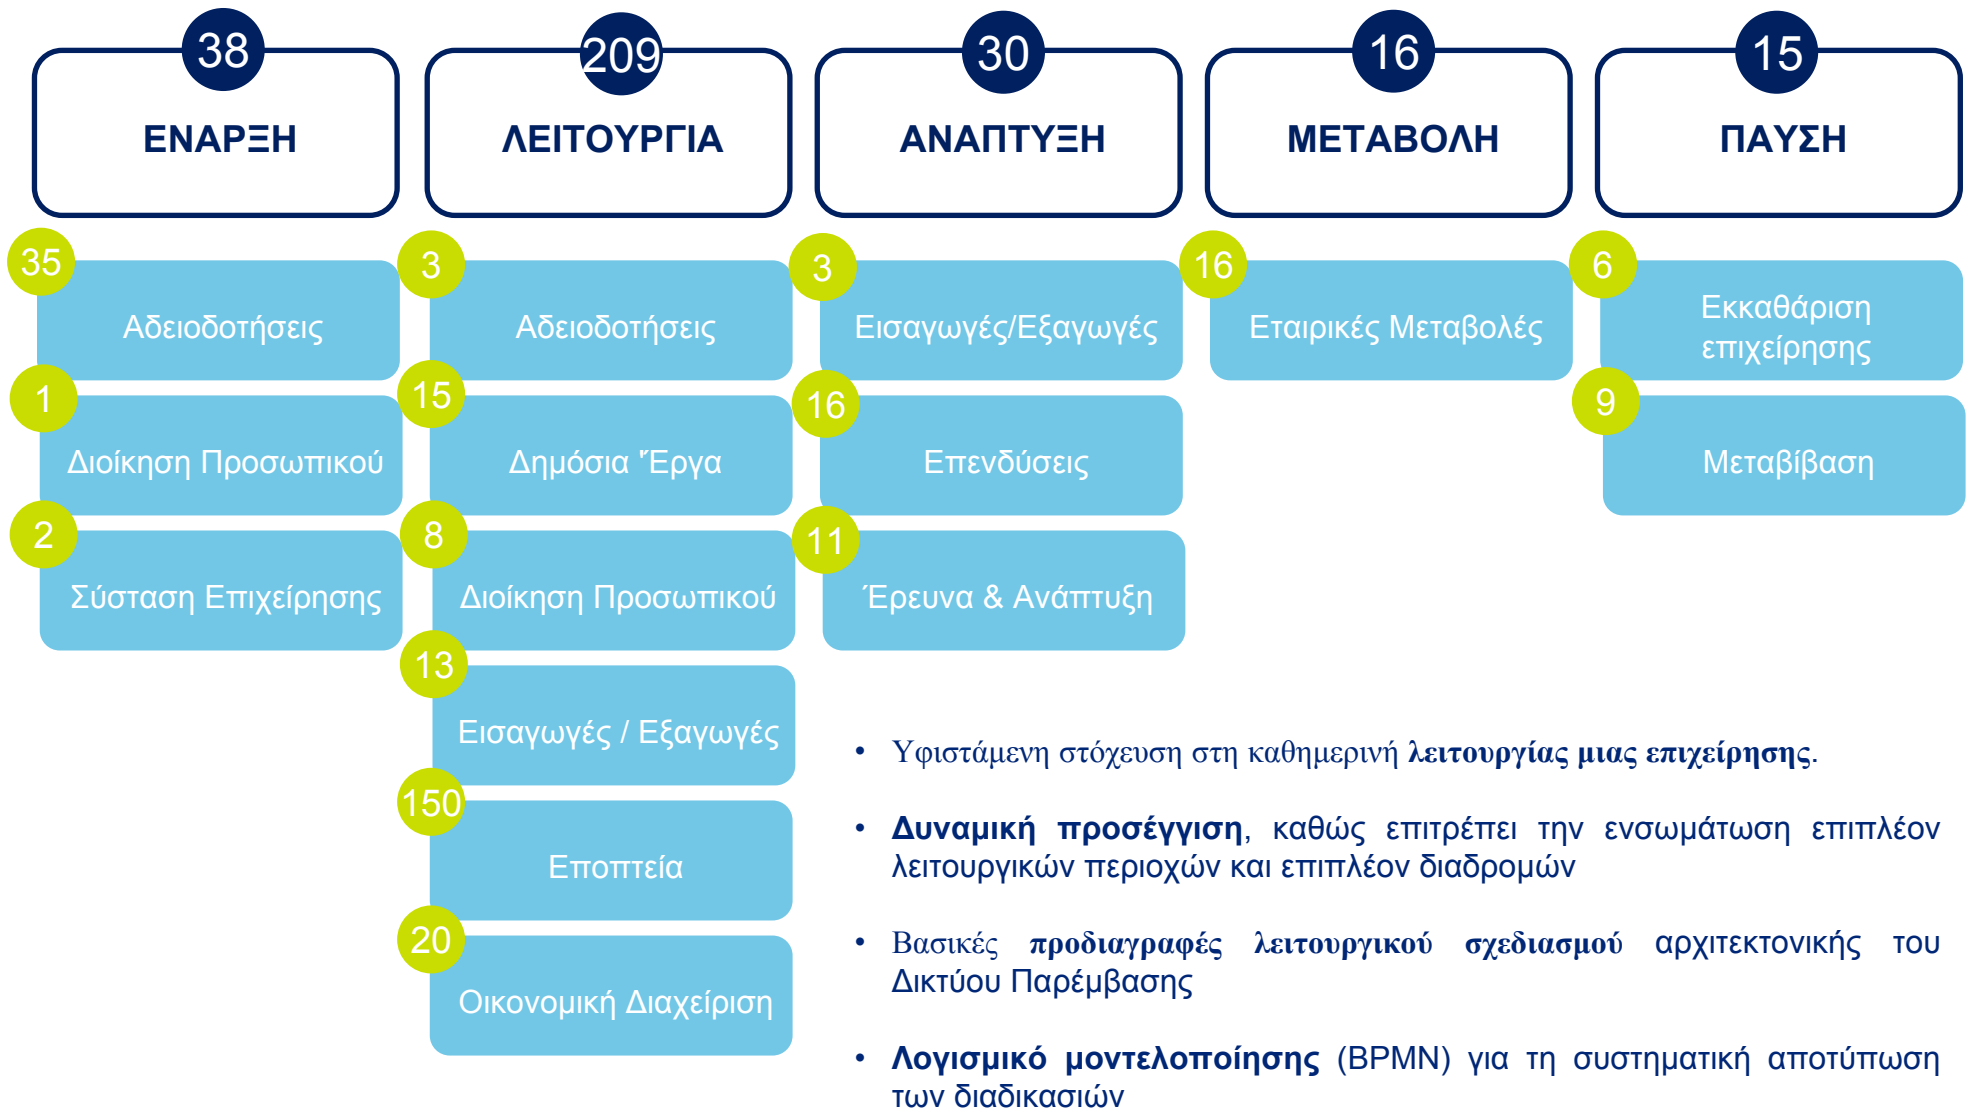 38
ΕΝΑΡΞΗ
35
Αδειοδοτήσεις
1
Διοίκηση Προσωπικού
2
Σύσταση Επιχείρησης
209
ΛΕΙΤΟΥΡΓΙΑ
3
Αδειοδοτήσεις
15
Δημόσια 'Έργα
8
Διοίκηση Προσωπικού
13
Εισαγωγές / Εξαγωγές
150
Εποπτεία
20
Οικονομική Διαχείριση
30
ΑΝΑΠΤΥΞΗ
3
Εισαγωγές/Εξαγωγές
16
Επενδύσεις
11
Έρευνα & Ανάπτυξη
16
ΜΕΤΑΒΟΛΗ
16
Εταιρικές Μεταβολές
15
ΠΑΥΣΗ
6
Εκκαθάριση
επιχείρησης
9
Μεταβίβαση
• Υφιστάμενη στόχευση στη καθημερινή λειτουργίας μιας επιχείρησης.
• Δυναμική προσέγγιση, καθώς επιτρέπει την ενσωμάτωση επιπλέον
λειτουργικών περιοχών και επιπλέον διαδρομών
• Βασικές προδιαγραφές λειτουργικού σχεδιασμού αρχιτεκτονικής του
Δικτύου Παρέμβασης
• Λογισμικό μοντελοποίησης (BPMN) για τη συστηματική αποτύπωση
των διαδικασιών